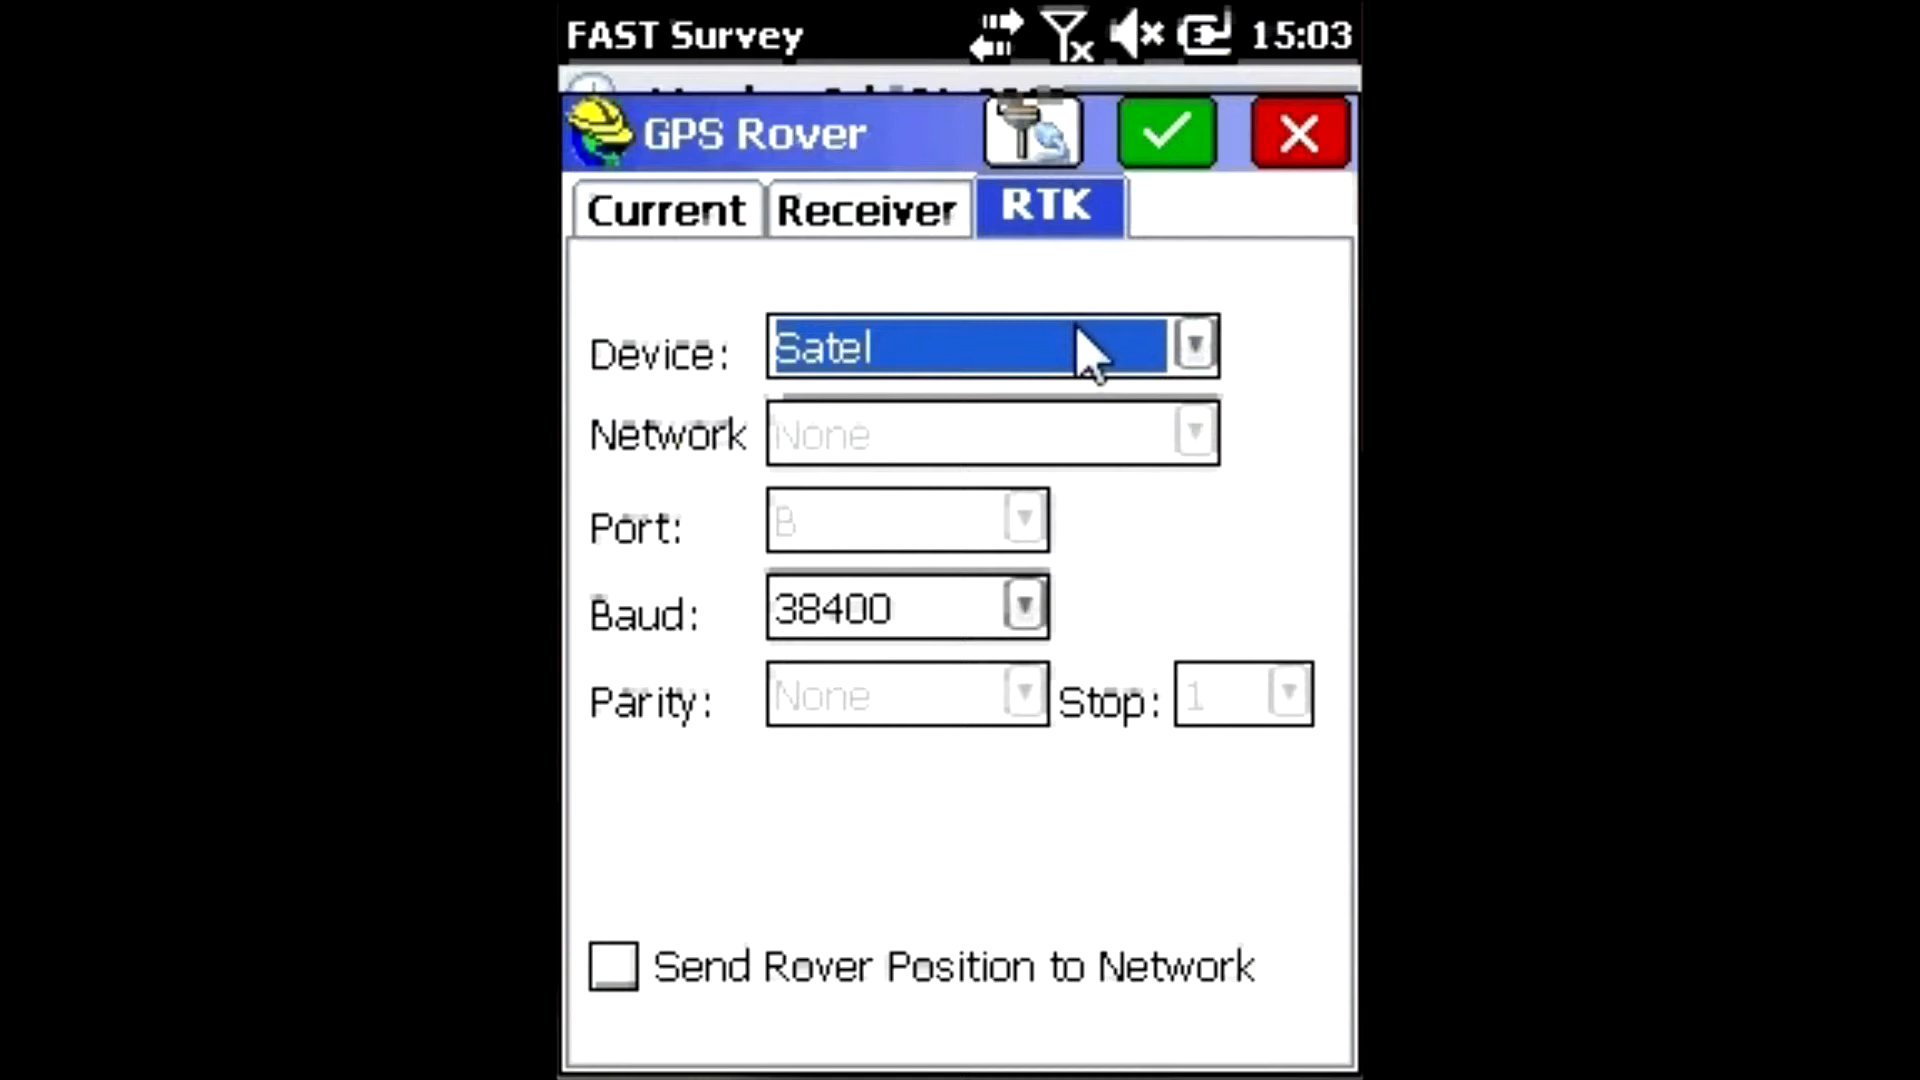 FAST Survey 15:03
GPS Rover
Current Receiver RTK
Device: Satel
Network None
Port: B
Baud: 38400
Parity: None Stop: 1
Send Rover Position to Network